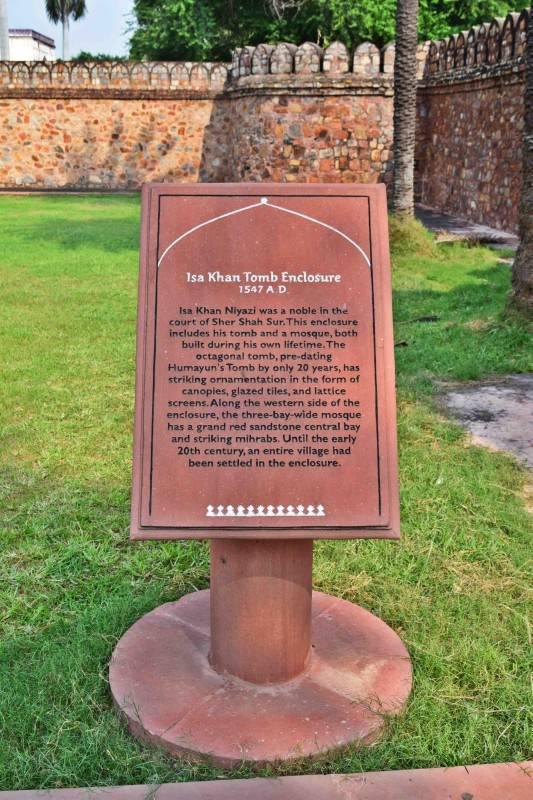 Isa Khan Tomb Enclosure
1547 A.D.
Isa Khan Niyazi was a noble in the
court of Sher Shah Sur. This enclosure
includes his tomb and a mosque, both
built during his own lifetime. The
octagonal tomb, pre-dating
Humayun's Tomb by only 20 years, has
striking ornamentation in the form of
canopies, glazed tiles, and lattice
screens. Along the western side of the
enclosure, the three-bay-wide mosque
has a grand red sandstone central bay
and striking mihrabs. Until the early
20th century, an entire village had
been settled in the enclosure.